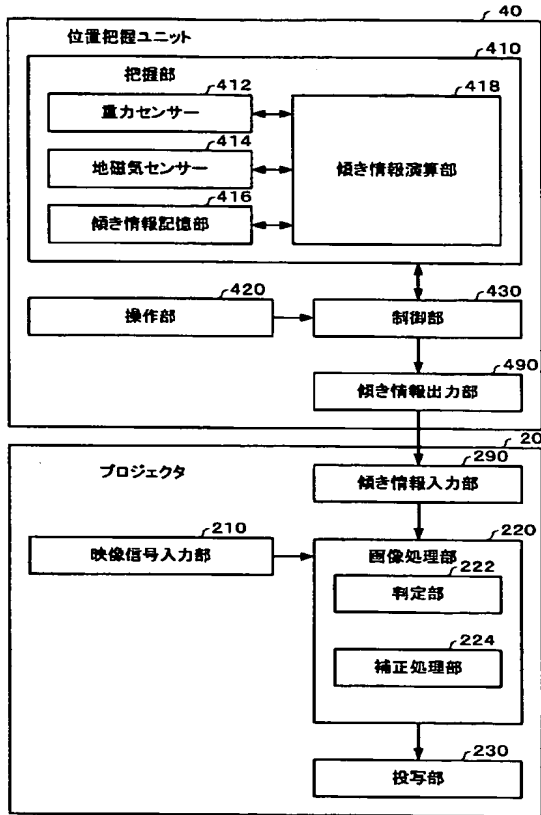 40
位置把握ユニット
410
把握部
412
重力センサー
418
傾き情報演算部
414
地磁気センサー
416
傾き情報記憶部
420
操作部
430
制御部
490
傾き情報出力部
20
プロジェクタ
290
傾き情報入力部
210
映像信号入力部
220
画像処理部
222
判定部
224
補正処理部
230
投写部